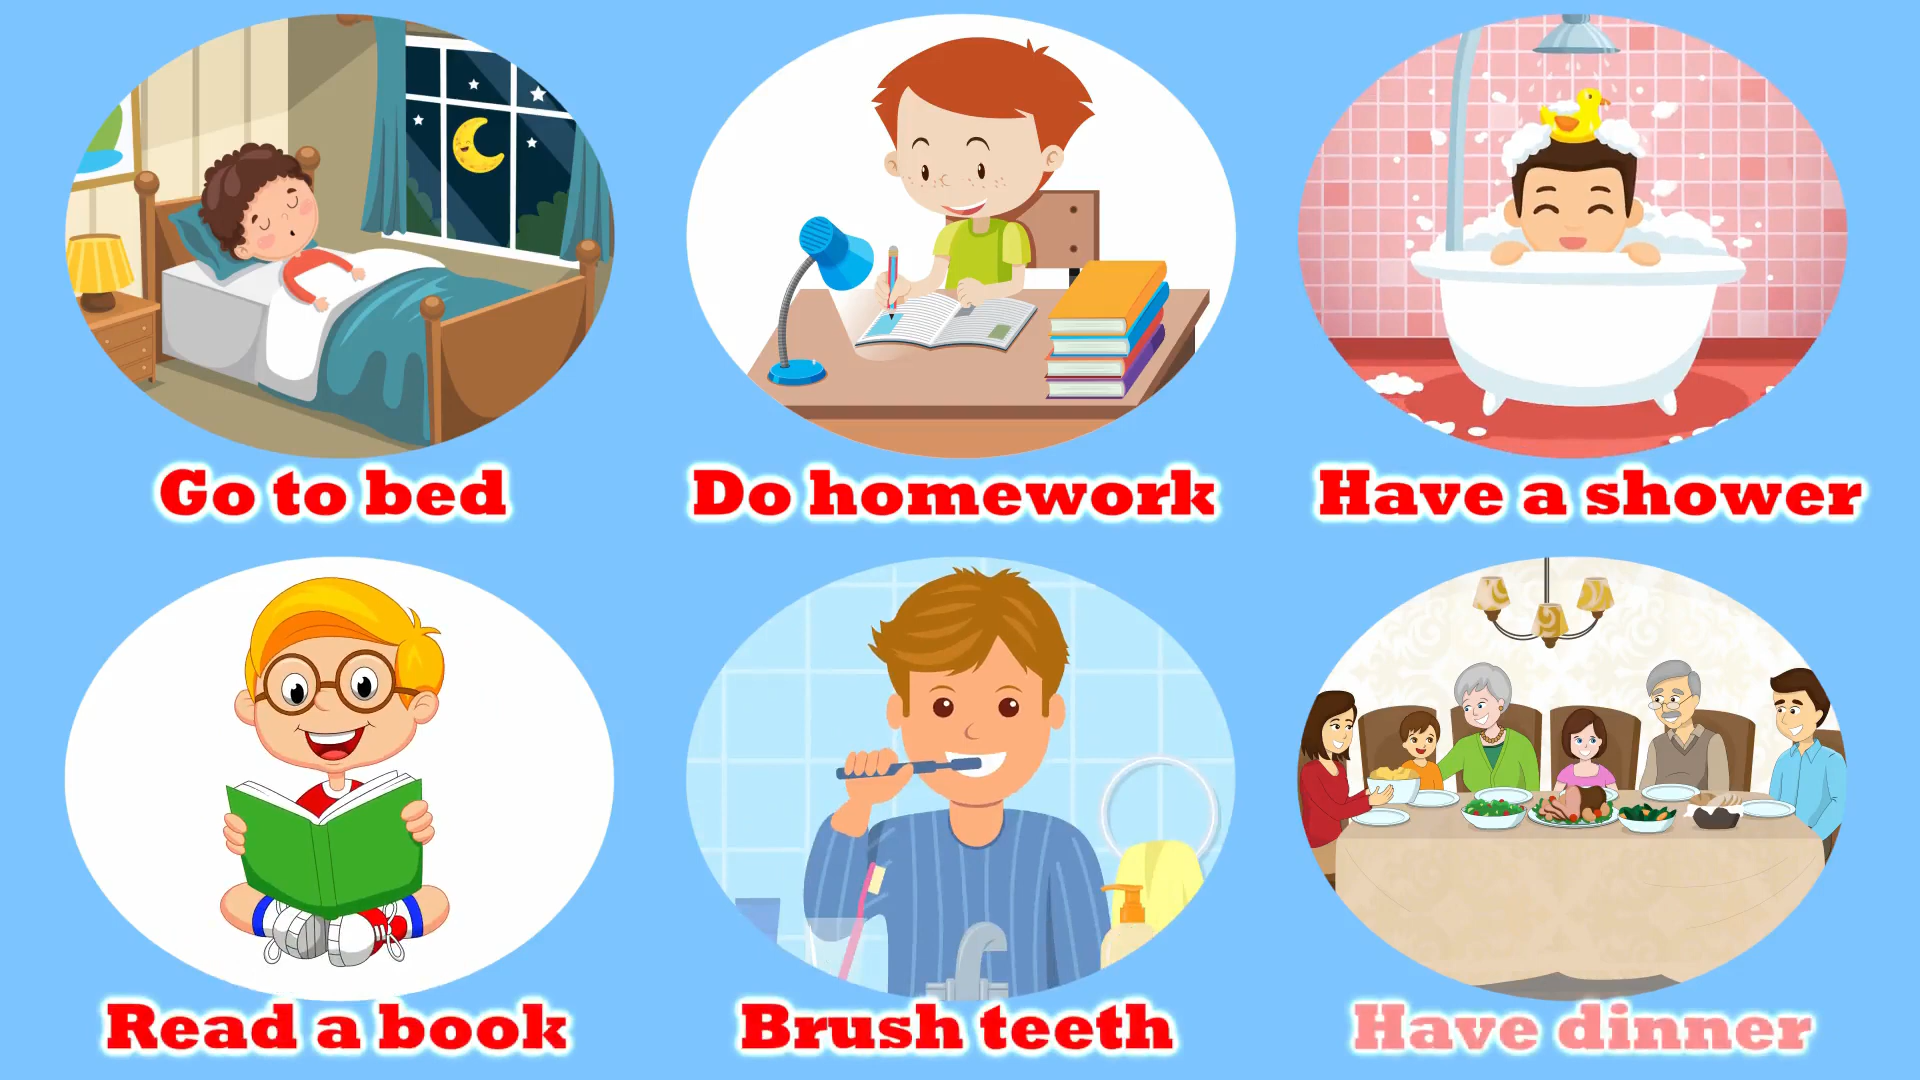 Go to bed
Do homework
Have a shower
Read a book
Brush teeth
Have dinner